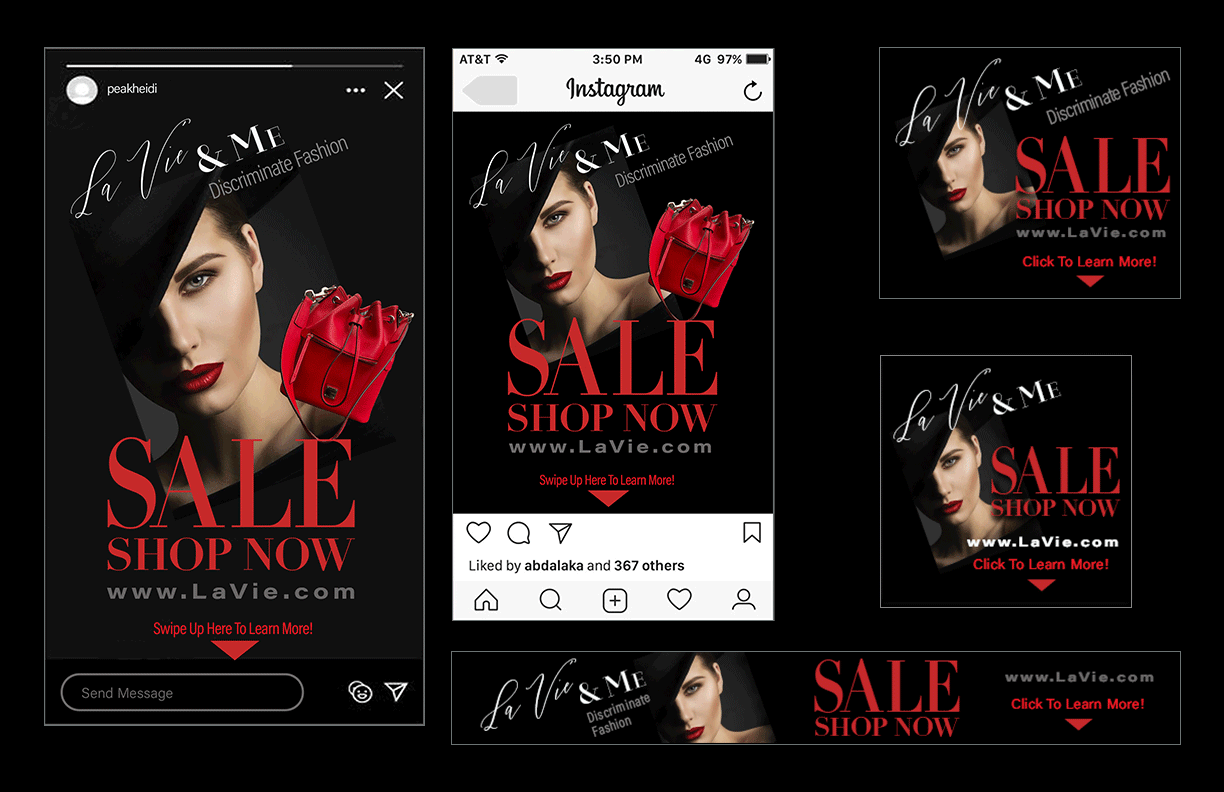 peakheidi
La Vie & Me
Discriminate Fashion
SALE
SHOP NOW
www.LaVie.com
Swipe Up Here To Learn More!
Send Message
AT&T 3:50 PM 4G 97%
Instagram
La Vie & Me
Discriminate Fashion
SALE
SHOP NOW
www.LaVie.com
Swipe Up Here To Learn More!
Liked by abdalaka and 367 others
La Vie & Me
Discriminate Fashion
SALE
SHOP NOW
www.LaVie.com
Click To Learn More!
La Vie & Me
SALE
SHOP NOW
www.LaVie.com
Click To Learn More!
La Vie & Me
Discriminate
Fashion
SALE
SHOP NOW
www.LaVie.com
Click To Learn More!